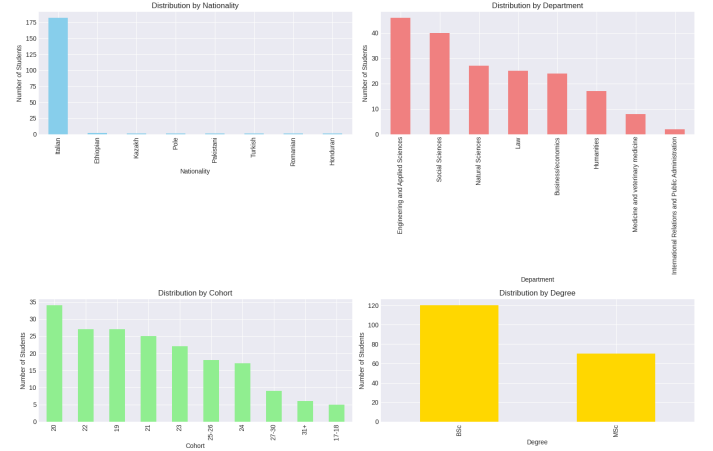 Distribution by Nationality
Number of Students
175
150
125
100
75
50
25
0
Italian
Ethiopian
Kazakh
Pole
Pakistani
Turkish
Romanian
Honduran
Nationality
Distribution by Department
Number of Students
40
30
20
10
0
Engineering and Applied Sciences
Social Sciences
Natural Sciences
Law
Business/economics
Humanities
Medicine and veterinary medicine
International Relations and Public Administration
Department
Distribution by Cohort
Number of Students
35
30
25
20
15
10
5
0
20
22
19
21
23
25-26
24
27-30
31+
17-18
Cohort
Distribution by Degree
Number of Students
120
100
80
60
40
20
0
BSc
MSc
Degree